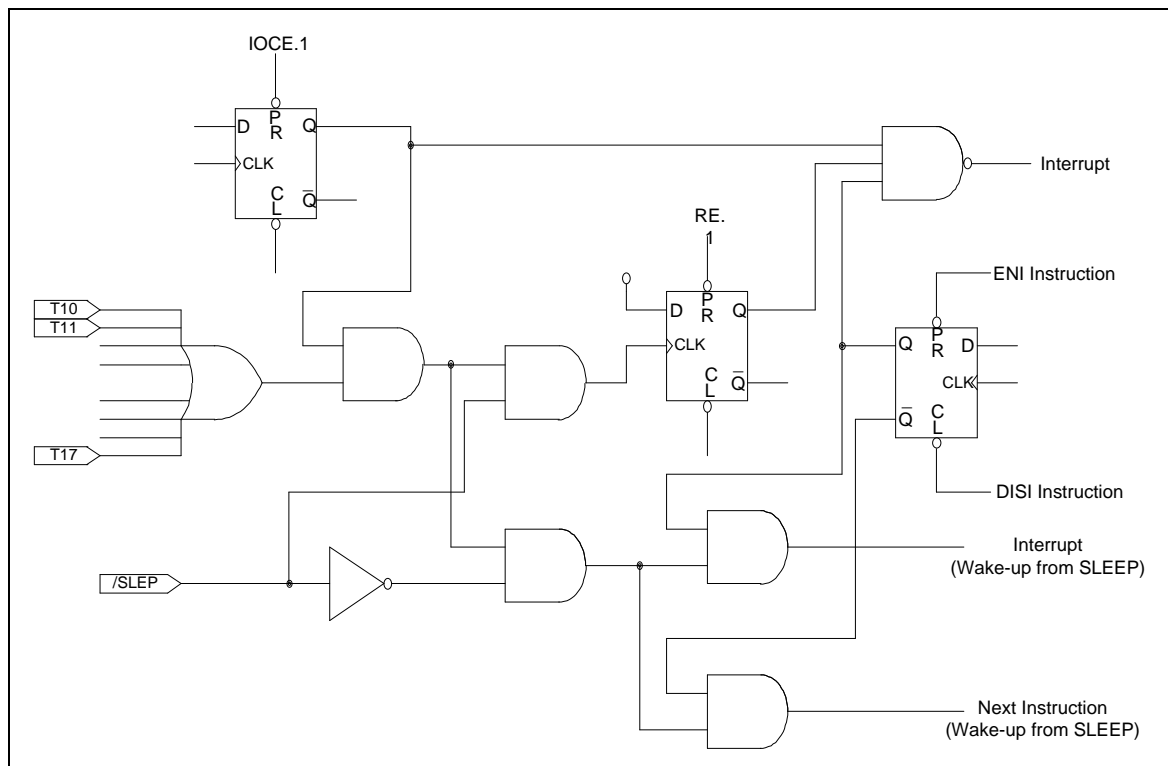 IOCE.1
D
P
R
Q
CLK
C
L
Q̅
Interrupt
RE.
1
ENI Instruction
T10
T11
D
P
R
Q
CLK
C
L
Q̅
Q
P
R
D
CLK
Q̅
C
L
T17
DISI Instruction
/SLEP
Interrupt
(Wake-up from SLEEP)
Next Instruction
(Wake-up from SLEEP)